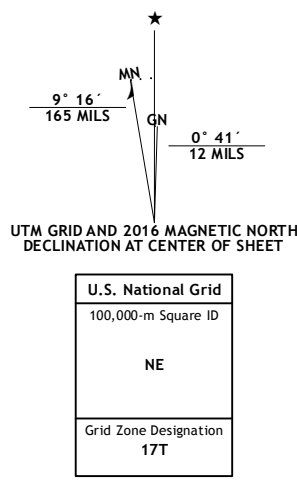 ★
MN
9° 16´
165 MILS
GN
0° 41´
12 MILS
UTM GRID AND 2016 MAGNETIC NORTH
DECLINATION AT CENTER OF SHEET
U.S. National Grid
100,000-m Square ID
NE
Grid Zone Designation
17T